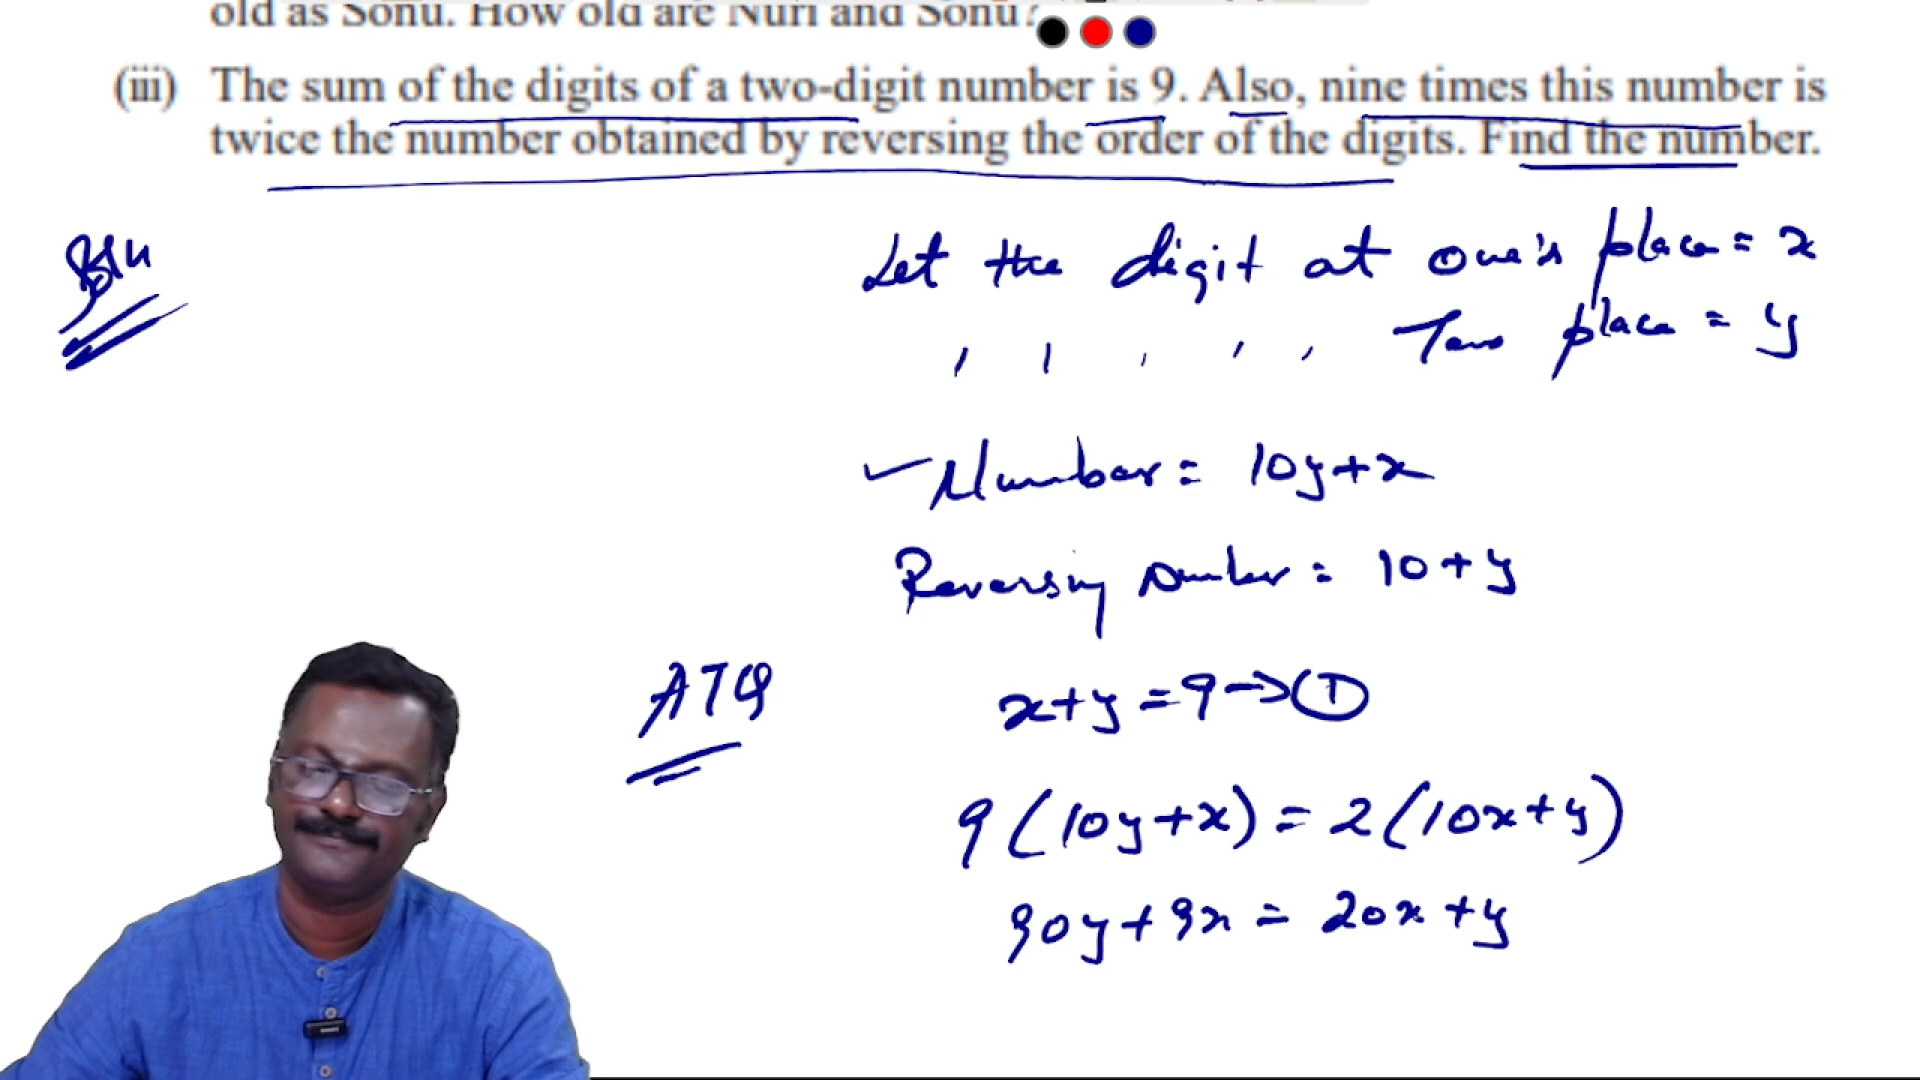 old as Sonu. How old are Nuri and Sonu?
(iii) The sum of the digits of a two-digit number is 9. Also, nine times this number is
twice the number obtained by reversing the order of the digits. Find the number.
Let the digit at one's place = x
, , , , , Tens place = y
Number = 10y+x
Reversing number = 10+y
ATQ
x+y = 9 → ①
9(10y+x) = 2(10x+y)
90y+9x = 20x+y